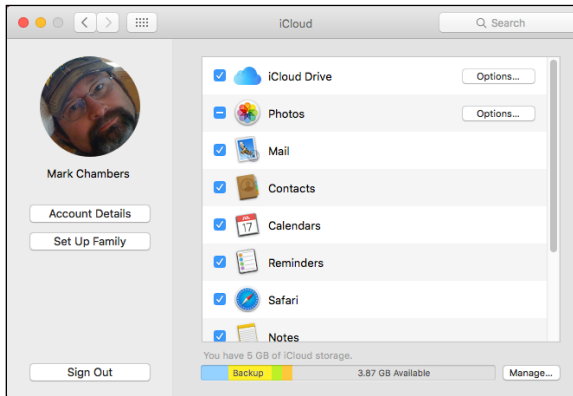 iCloud
Search
Mark Chambers
Account Details
Set Up Family
Sign Out
iCloud Drive
Options...
Photos
Options...
Mail
Contacts
JUL
17
Calendars
Reminders
Safari
Notes
You have 5 GB of iCloud storage.
Backup
3.87 GB Available
Manage...